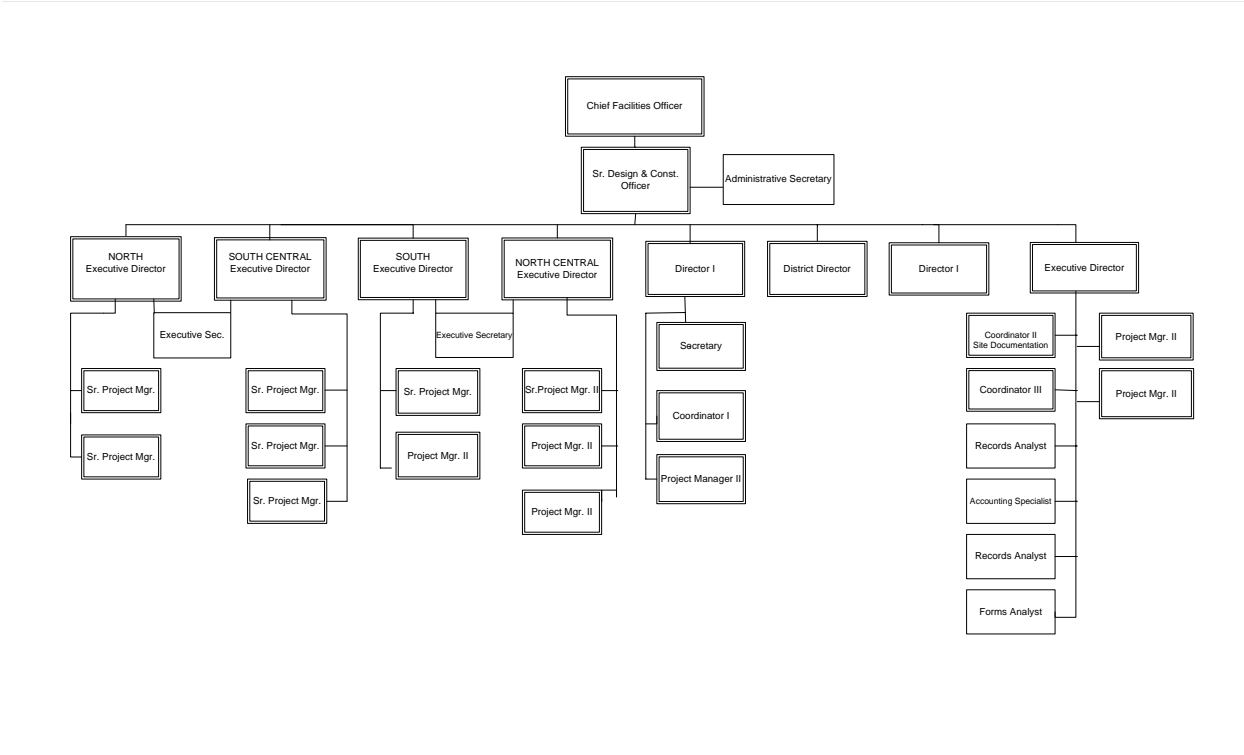 Chief Facilities Officer
Sr. Design & Const.
Officer
Administrative Secretary
NORTH
Executive Director
SOUTH CENTRAL
Executive Director
SOUTH
Executive Director
NORTH CENTRAL
Executive Director
Director I
District Director
Director I
Executive Director
Executive Sec.
Executive Secretary
Secretary
Coordinator II
Site Documentation
Project Mgr. II
Sr. Project Mgr.
Sr. Project Mgr.
Sr. Project Mgr.
Sr.Project Mgr. II
Coordinator I
Coordinator III
Project Mgr. II
Sr. Project Mgr.
Sr. Project Mgr.
Project Mgr. II
Project Mgr. II
Project Manager II
Records Analyst
Sr. Project Mgr.
Project Mgr. II
Accounting Specialist
Records Analyst
Forms Analyst